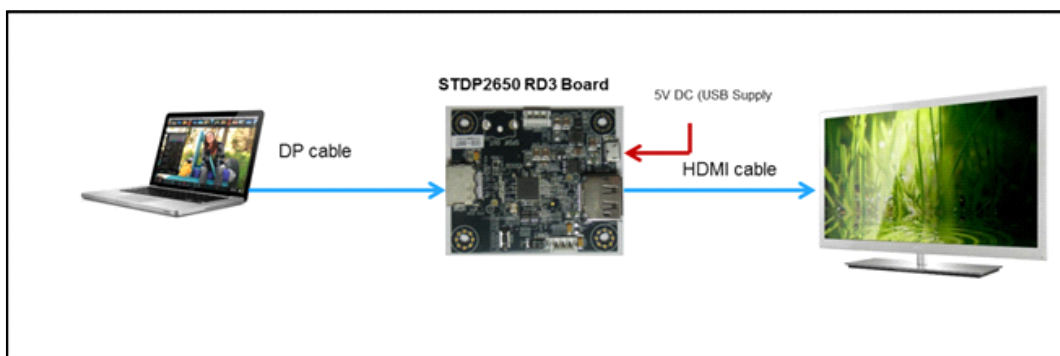 STDP2650 RD3 Board
5V DC (USB Supply
DP cable
HDMI cable